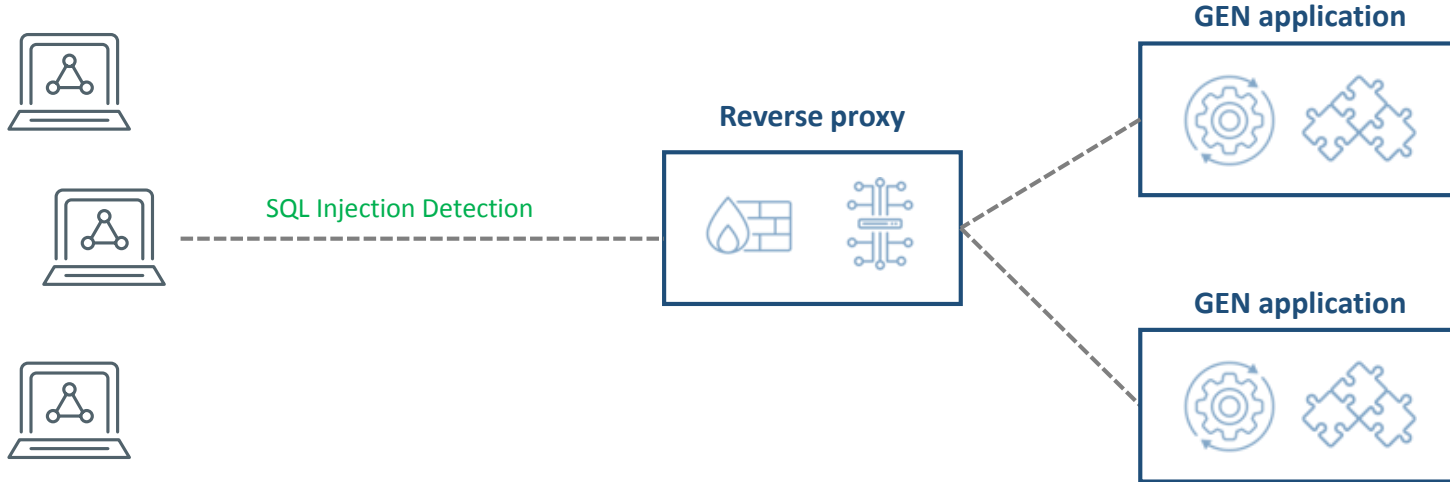 GEN application
Reverse proxy
SQL Injection Detection
GEN application